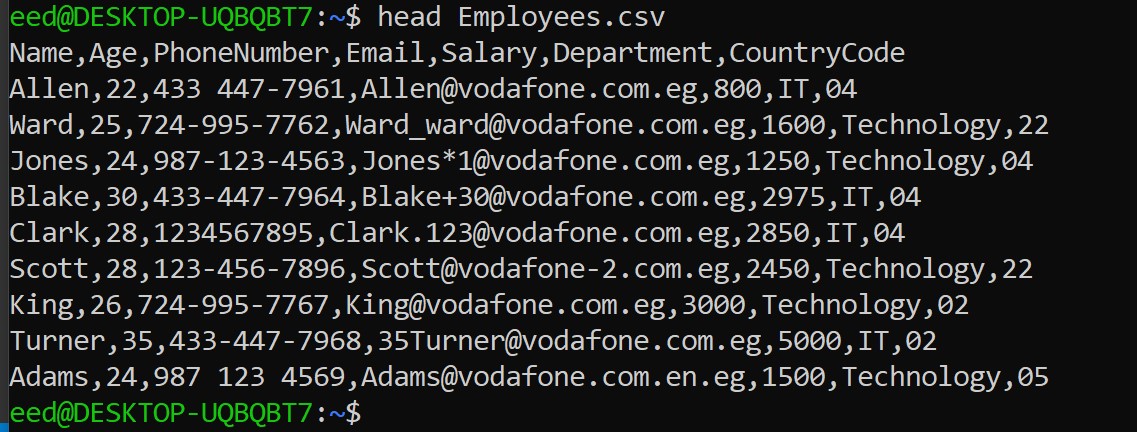 eed@DESKTOP-UQBQBT7:~$ head Employees.csv
Name,Age,PhoneNumber,Email,Salary,Department,CountryCode
Allen,22,433 447-7961,Allen@vodafone.com.eg,800,IT,04
Ward,25,724-995-7762,Ward_ward@vodafone.com.eg,1600,Technology,22
Jones,24,987-123-4563,Jones*1@vodafone.com.eg,1250,Technology,04
Blake,30,433-447-7964,Blake+30@vodafone.com.eg,2975,IT,04
Clark,28,1234567895,Clark.123@vodafone.com.eg,2850,IT,04
Scott,28,123-456-7896,Scott@vodafone-2.com.eg,2450,Technology,22
King,26,724-995-7767,King@vodafone.com.eg,3000,Technology,02
Turner,35,433-447-7968,35Turner@vodafone.com.eg,5000,IT,02
Adams,24,987 123 4569,Adams@vodafone.com.en.eg,1500,Technology,05
eed@DESKTOP-UQBQBT7:~$